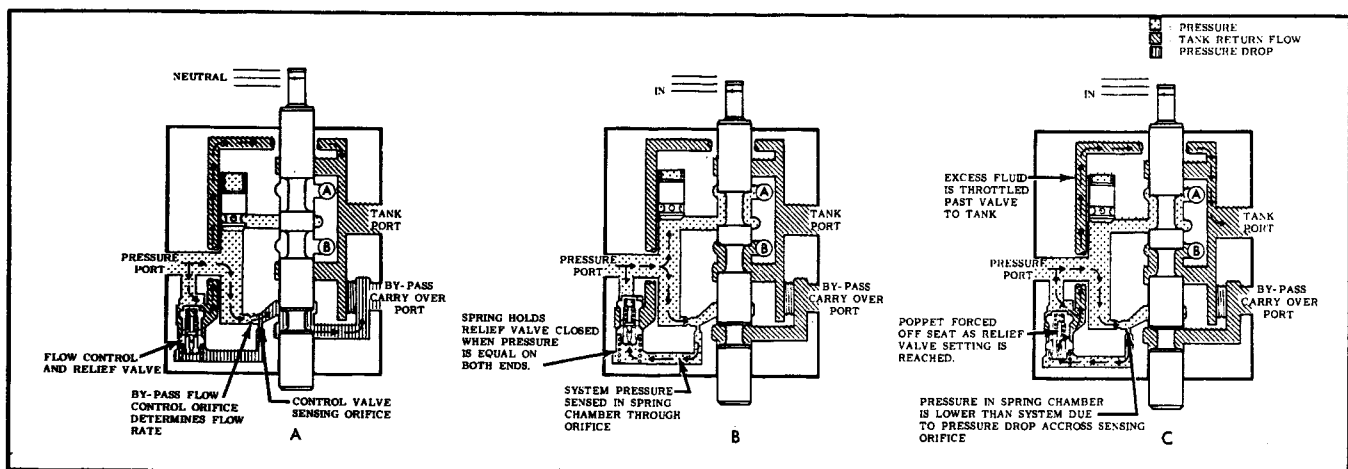 PRESSURE
TANK RETURN FLOW
PRESSURE DROP
NEUTRAL
A
B
TANK
PORT
PRESSURE
PORT
BY-PASS
CARRY OVER
PORT
FLOW CONTROL
AND RELIEF VALVE
BY-PASS FLOW
CONTROL ORIFICE
DETERMINES FLOW
RATE
CONTROL VALVE
SENSING ORIFICE
A
IN
A
B
TANK
PORT
PRESSURE
PORT
BY-PASS
CARRY OVER
PORT
SPRING HOLDS
RELIEF VALVE CLOSED
WHEN PRESSURE
IS EQUAL ON
BOTH ENDS.
SYSTEM PRESSURE
SENSED IN SPRING
CHAMBER THROUGH
ORIFICE
B
IN
EXCESS FLUID
IS THROTTLED
PAST VALVE
TO TANK
A
B
TANK
PORT
PRESSURE
PORT
BY-PASS
CARRY OVER
PORT
POPPET FORCED
OFF SEAT AS RELIEF
VALVE SETTING IS
REACHED.
PRESSURE IN SPRING CHAMBER
IS LOWER THAN SYSTEM DUE
TO PRESSURE DROP ACCROSS SENSING
ORIFICE
C